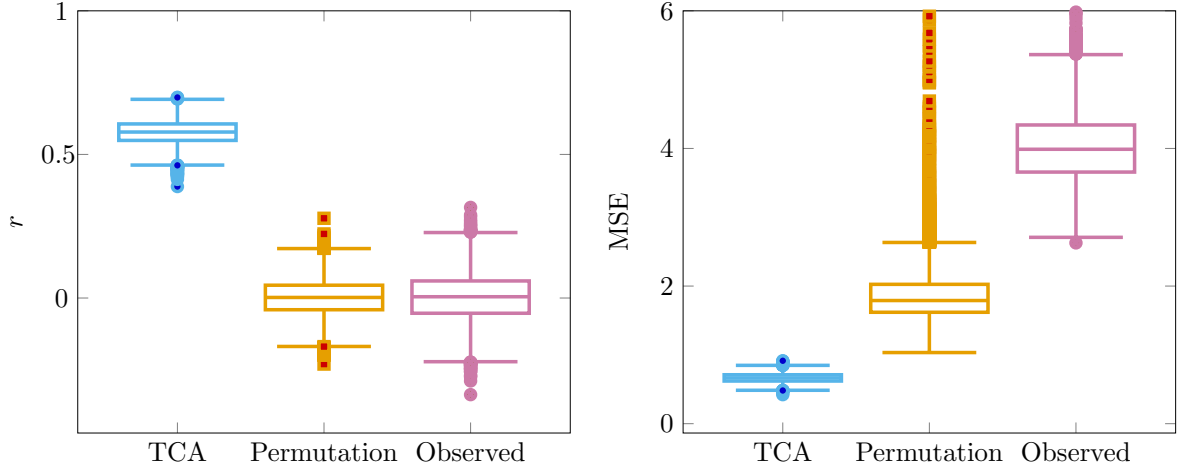 1
0.5
0
r
TCA Permutation Observed
6
4
2
0
MSE
TCA Permutation Observed